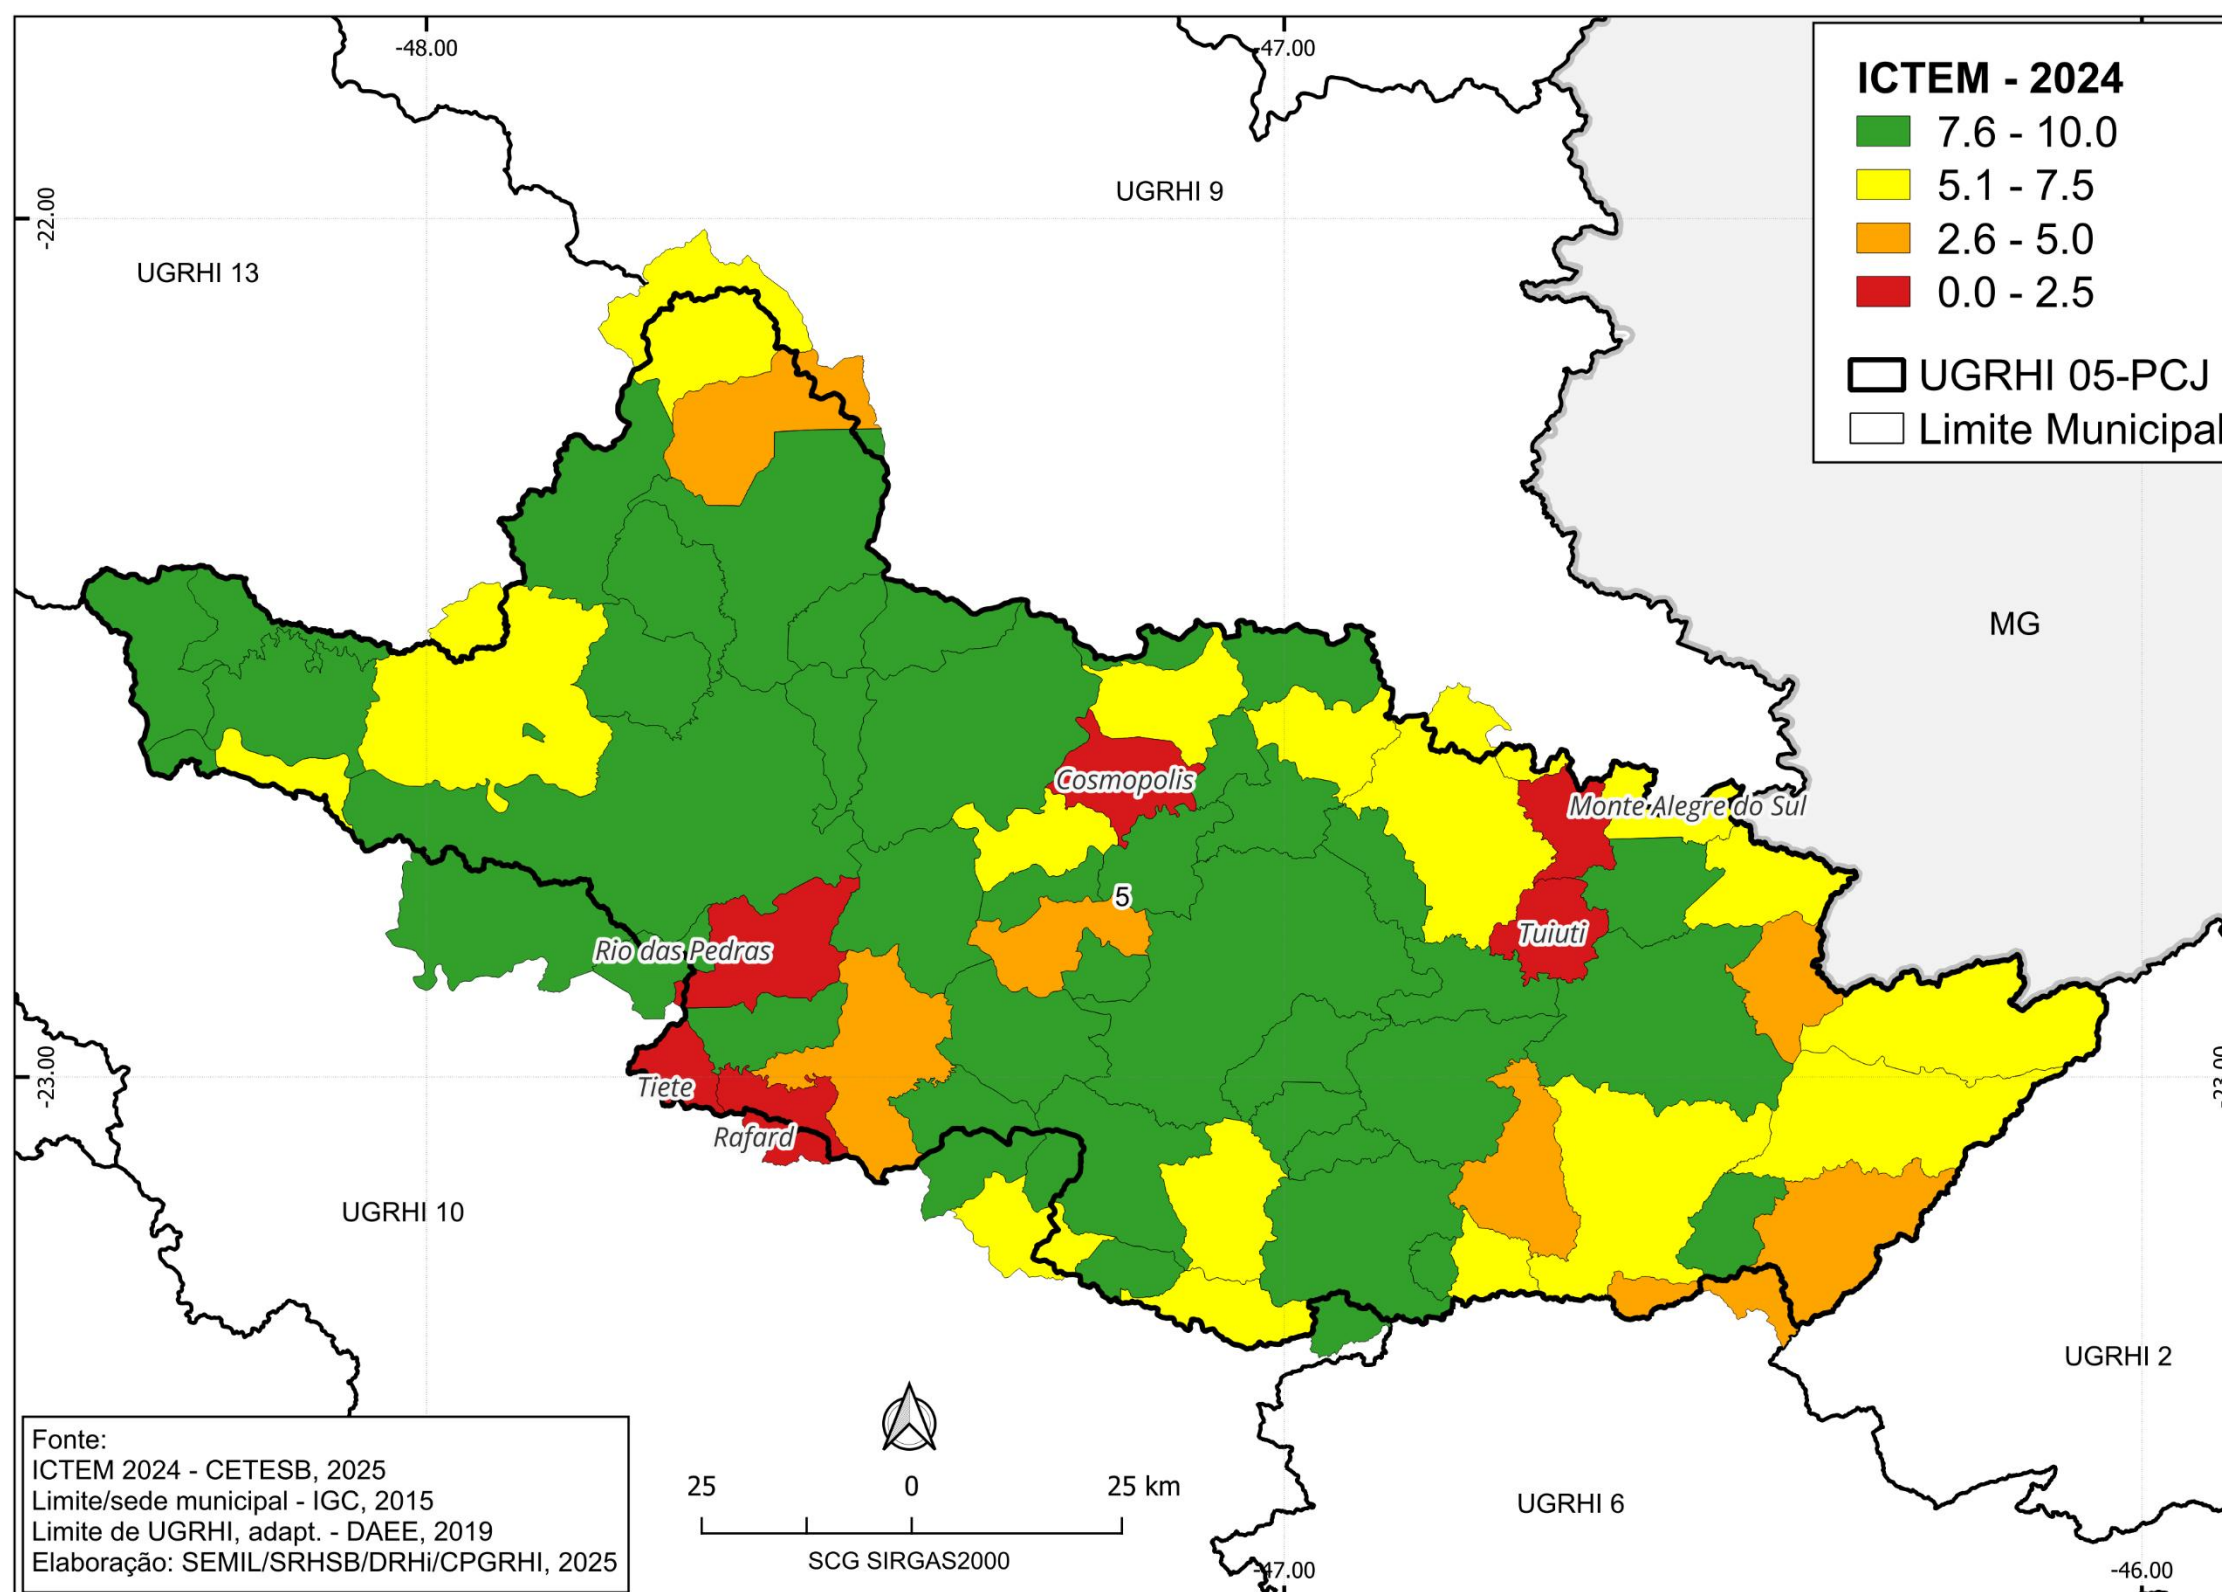 -48.00
-47.00
ICTEM - 2024
7.6 - 10.0
5.1 - 7.5
2.6 - 5.0
0.0 - 2.5
UGRHI 05-PCJ
Limite Municipal
-22.00
UGRHI 9
UGRHI 13
MG
Cosmopolis
Monte Alegre do Sul
5
Tuiuti
Rio das Pedras
-23.00
-23.00
Tiete
Rafard
UGRHI 10
UGRHI 2
Fonte:
ICTEM 2024 - CETESB, 2025
Limite/sede municipal - IGC, 2015
Limite de UGRHI, adapt. - DAEE, 2019
Elaboração: SEMIL/SRHSB/DRHi/CPGRHI, 2025
25 0 25 km
SCG SIRGAS2000
UGRHI 6
-47.00
-46.00